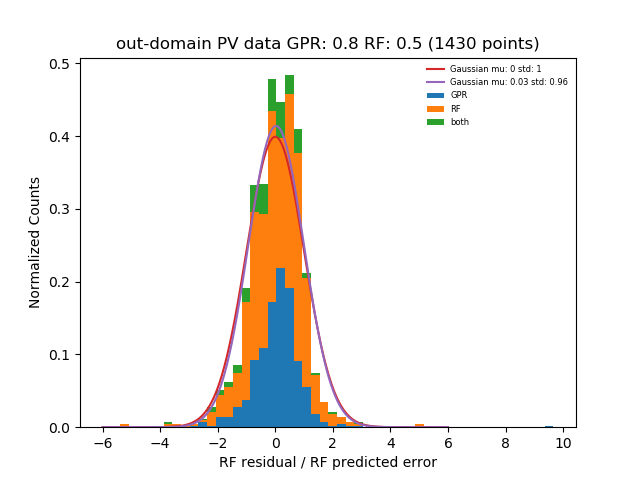 out-domain PV data GPR: 0.8 RF: 0.5 (1430 points)
Gaussian mu: 0 std: 1
Gaussian mu: 0.03 std: 0.96
GPR
RF
both
Normalized Counts
0.5
0.4
0.3
0.2
0.1
0.0
−6 −4 −2 0 2 4 6 8 10
RF residual / RF predicted error